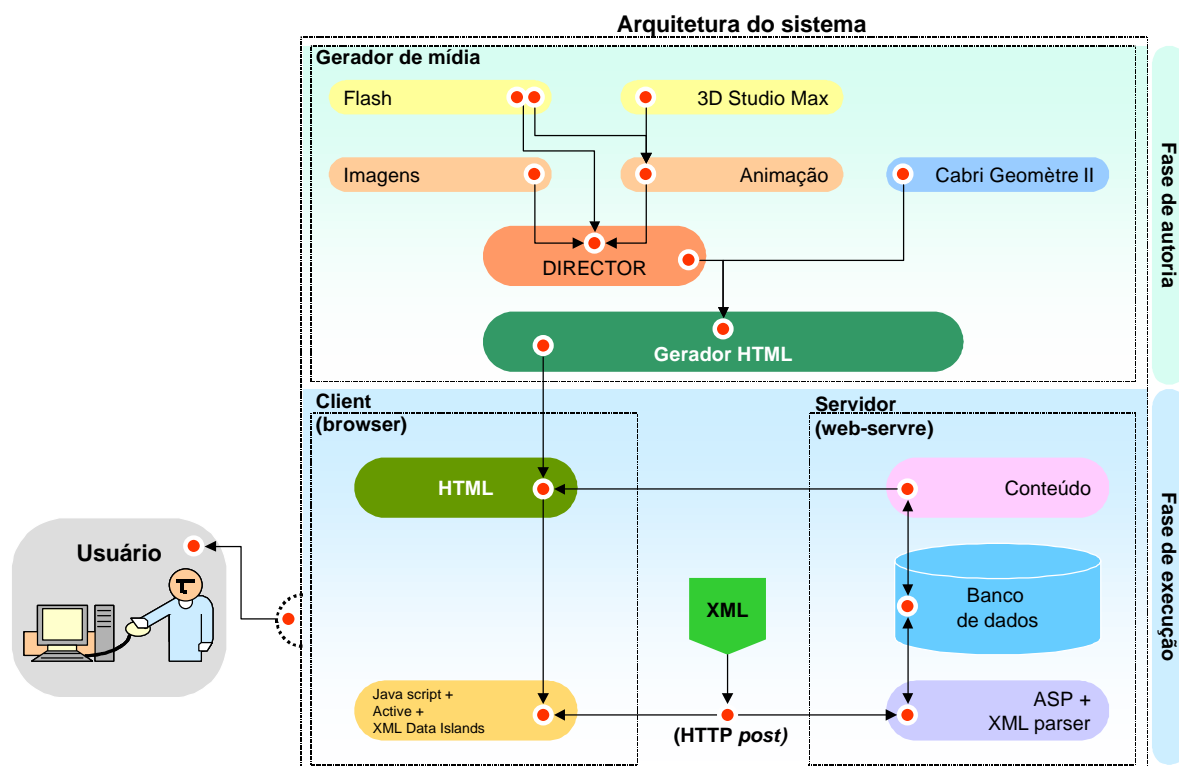 Arquitetura do sistema
Gerador de mídia
Flash
3D Studio Max
Imagens
Animação
Cabri Geomètre II
DIRECTOR
Gerador HTML
Fase de autoria
Client
(browser)
Servidor
(web-servre)
HTML
Conteúdo
Usuário
XML
Banco
de dados
Java script +
Active +
XML Data Islands
(HTTP post)
ASP +
XML parser
Fase de execução